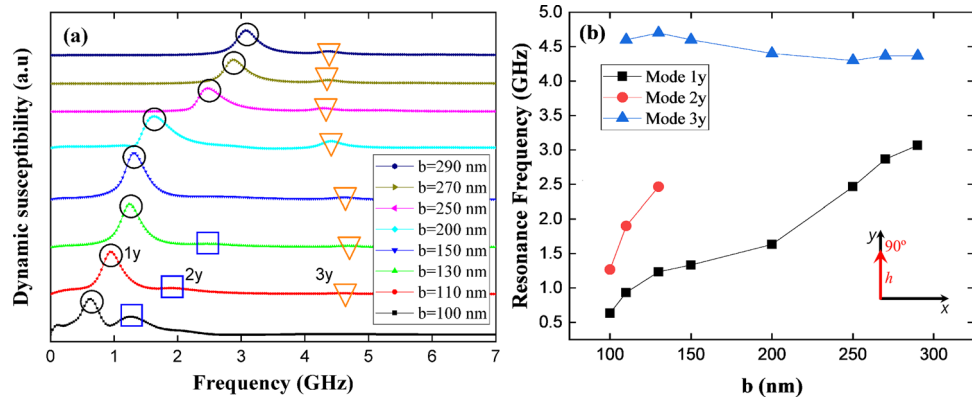 (a)
Dynamic susceptibility (a.u)
1y
2y
3y
b=290 nm
b=270 nm
b=250 nm
b=200 nm
b=150 nm
b=130 nm
b=110 nm
b=100 nm
0 1 2 3 4 5 6 7
Frequency (GHz)
(b)
Resonance Frequency (GHz)
5.0
4.5
4.0
3.5
3.0
2.5
2.0
1.5
1.0
0.5
Mode 1y
Mode 2y
Mode 3y
y
90º
h
x
100 150 200 250 300
b (nm)